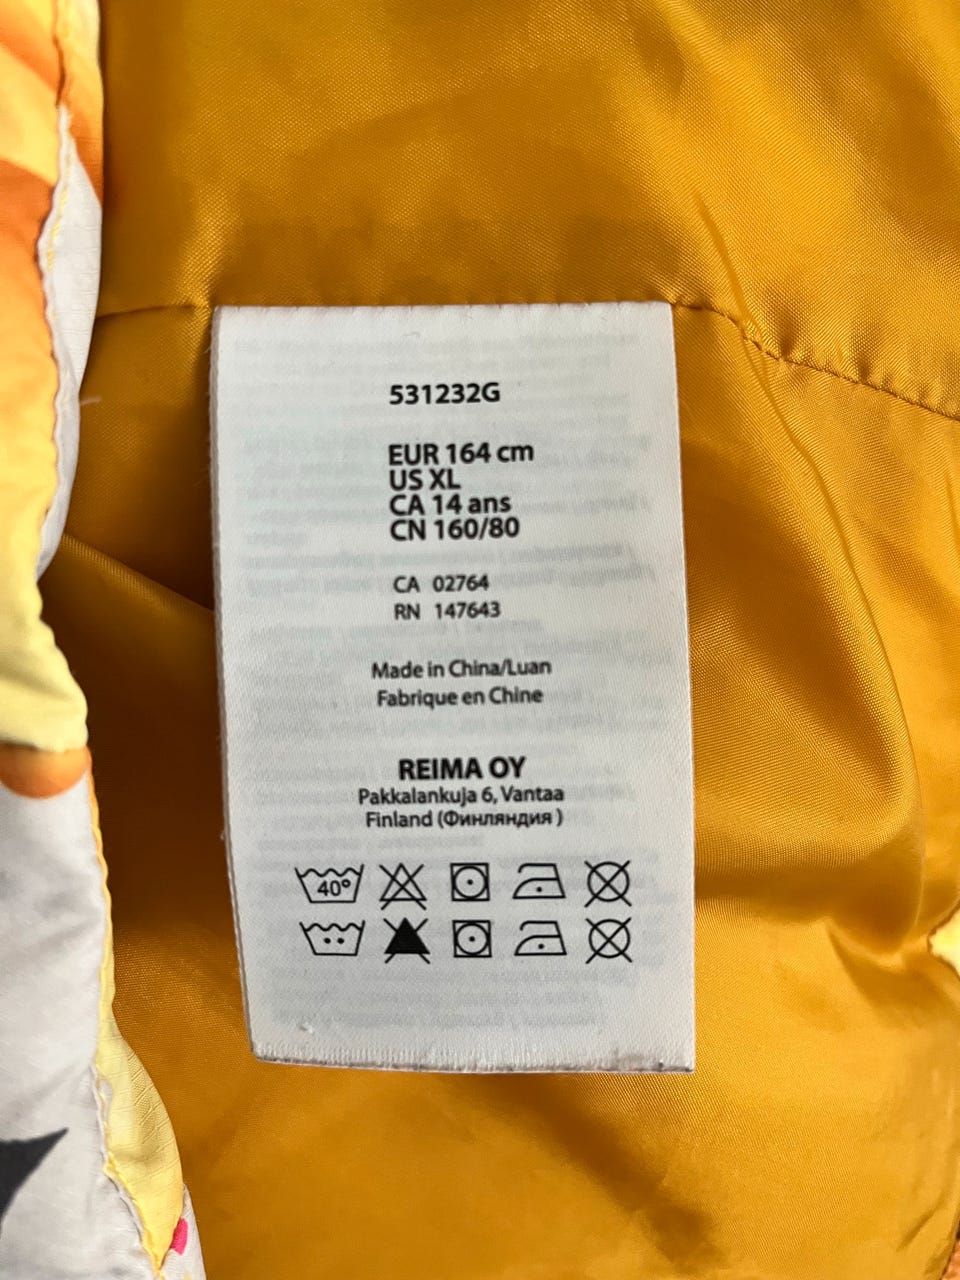 531232G
EUR 164 cm
US XL
CA 14 ans
CN 160/80
CA 02764
RN 147643
Made in China/Luan
Fabrique en Chine
REIMA OY
Pakkalankuja 6, Vantaa
Finland (Финляндия )
40°